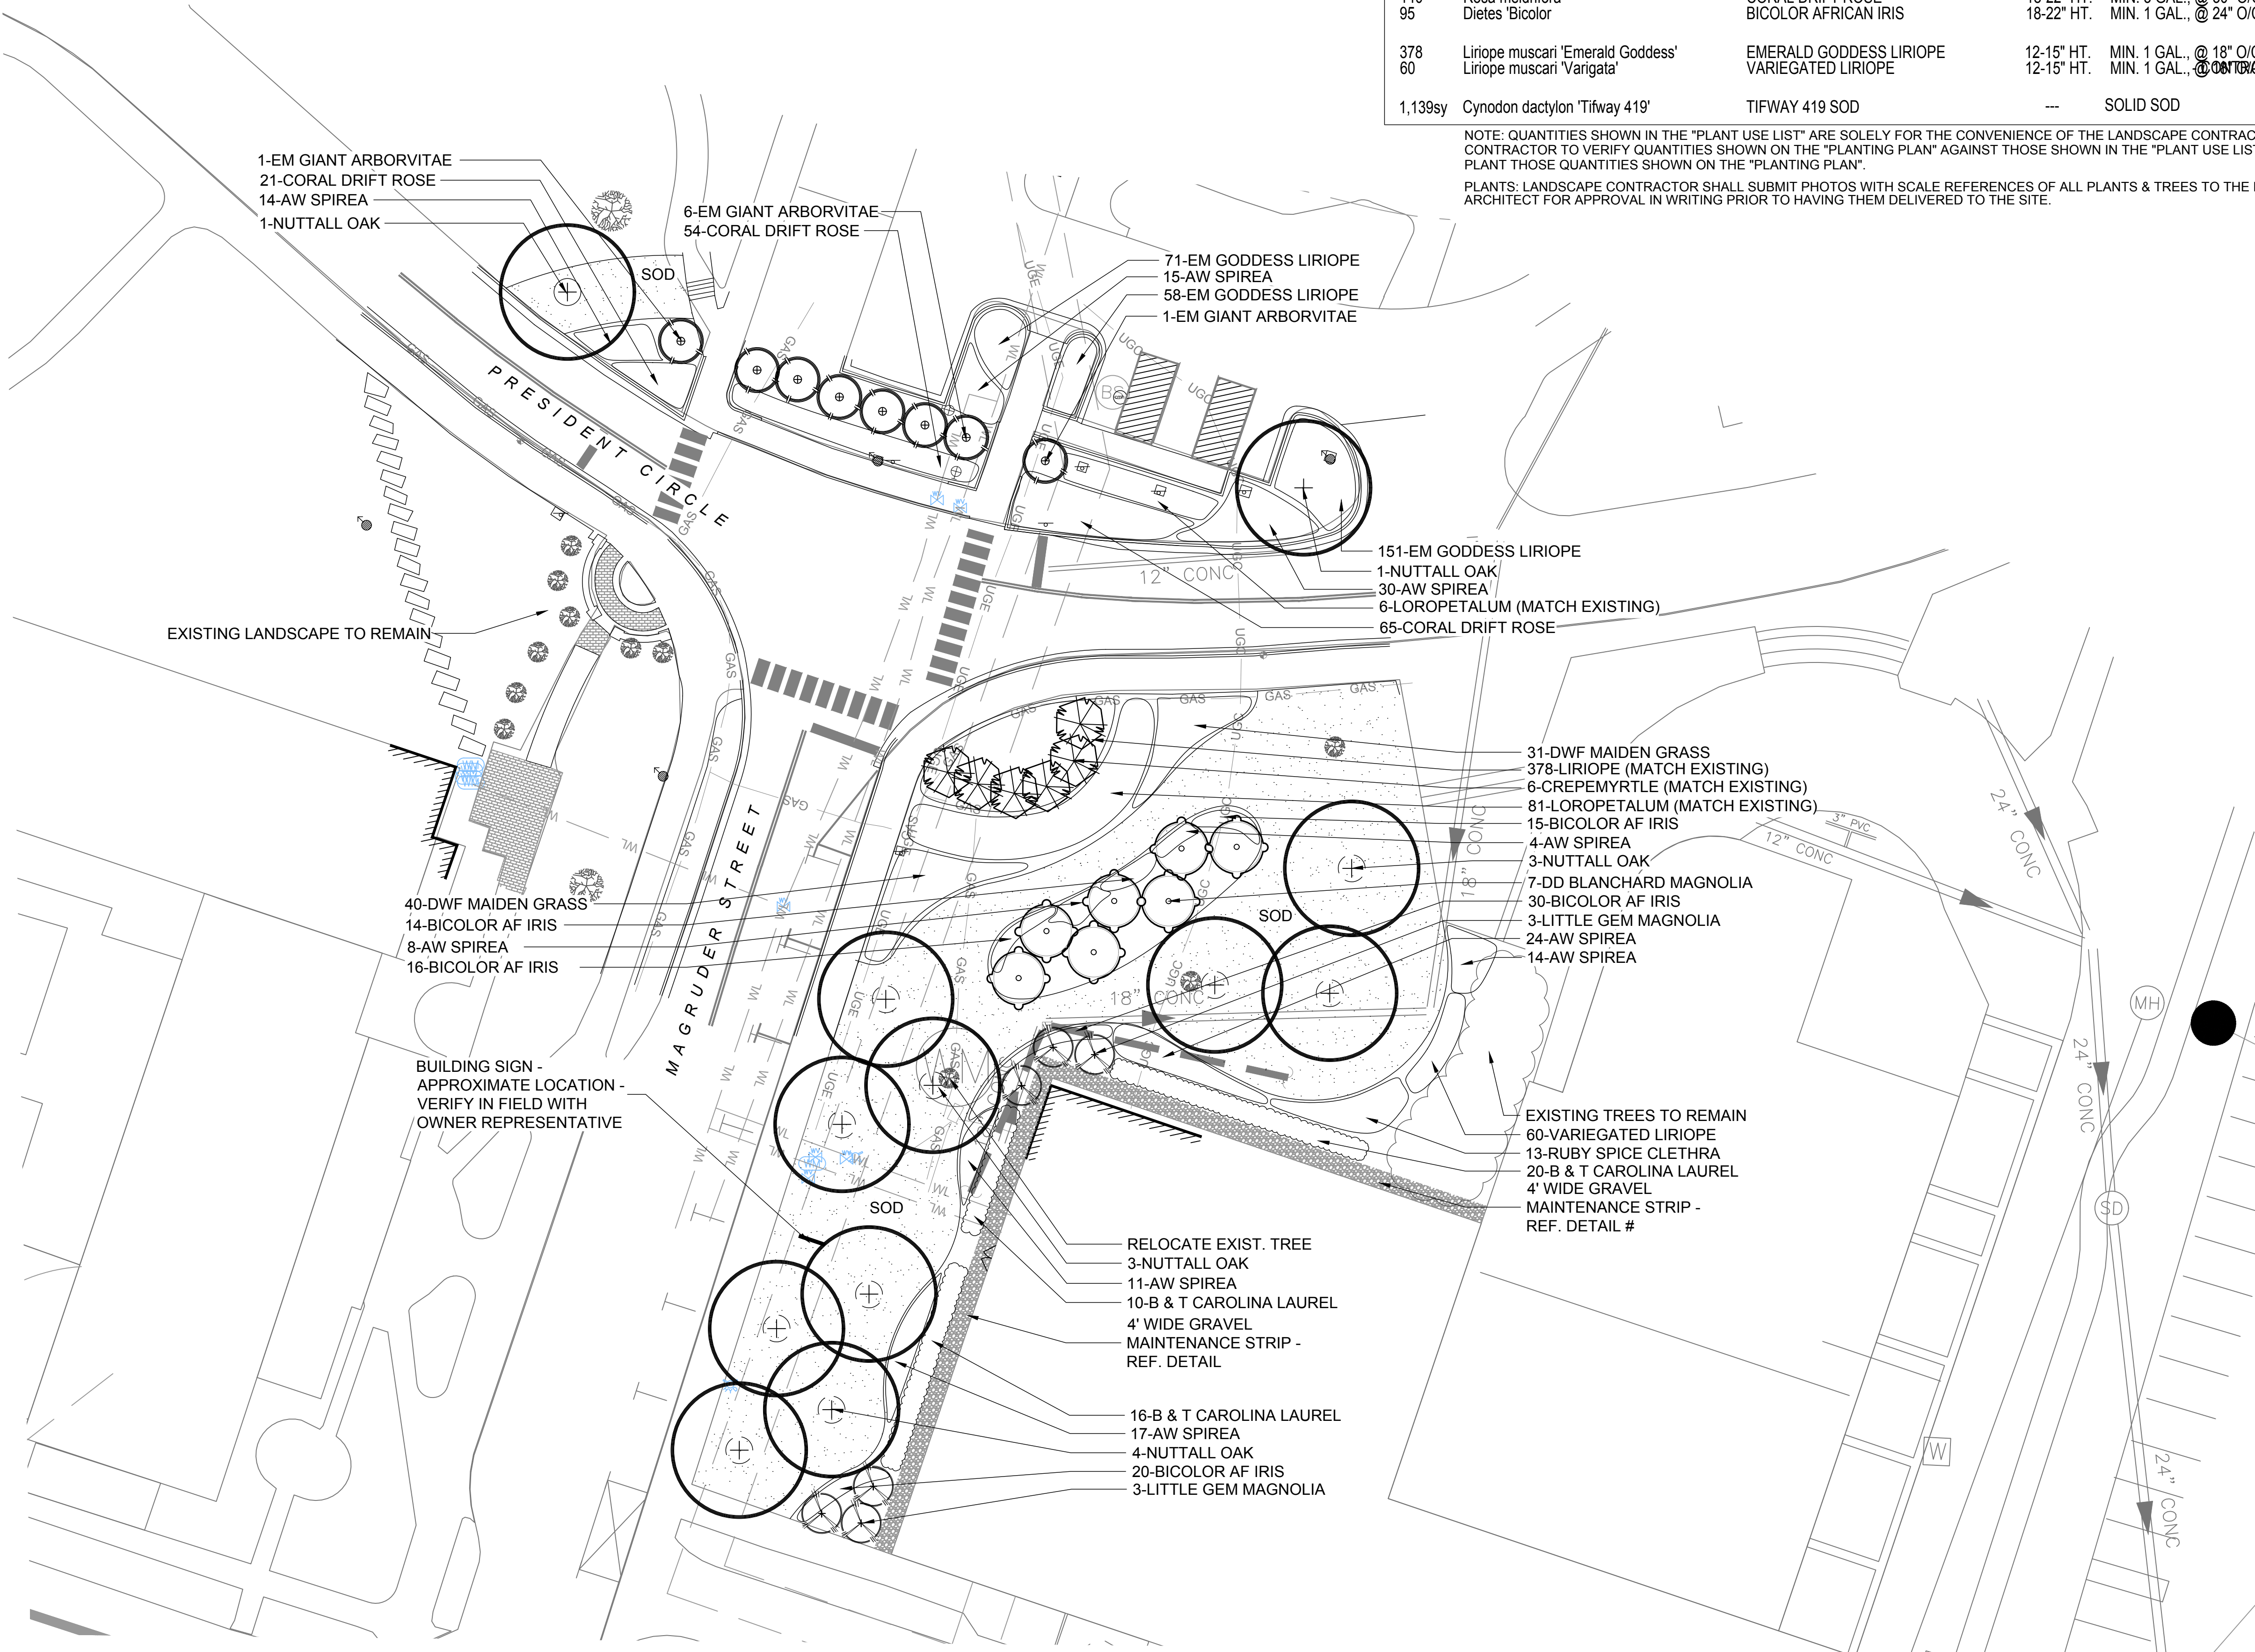 95 Dietes 'Bicolor BICOLOR AFRICAN IRIS 18-22" HT. MIN. 1 GAL., @ 24" O/C
378 Liriope muscari 'Emerald Goddess' EMERALD GODDESS LIRIOPE 12-15" HT. MIN. 1 GAL., @ 18" O/C
60 Liriope muscari 'Varigata' VARIEGATED LIRIOPE 12-15" HT. MIN. 1 GAL.,
1,139sy Cynodon dactylon 'Tifway 419' TIFWAY 419 SOD --- SOLID SOD
NOTE: QUANTITIES SHOWN IN THE "PLANT USE LIST" ARE SOLELY FOR THE CONVENIENCE OF THE LANDSCAPE
CONTRACTOR TO VERIFY QUANTITIES SHOWN ON THE "PLANTING PLAN" AGAINST THOSE SHOWN IN THE "PLANT USE LIST
PLANT THOSE QUANTITIES SHOWN ON THE "PLANTING PLAN".
PLANTS: LANDSCAPE CONTRACTOR SHALL SUBMIT PHOTOS WITH SCALE REFERENCES OF ALL PLANTS & TREES TO THE
ARCHITECT FOR APPROVAL IN WRITING PRIOR TO HAVING THEM DELIVERED TO THE SITE.
1-EM GIANT ARBORVITAE
21-CORAL DRIFT ROSE
14-AW SPIREA
1-NUTTALL OAK
SOD
6-EM GIANT ARBORVITAE
54-CORAL DRIFT ROSE
71-EM GODDESS LIRIOPE
15-AW SPIREA
58-EM GODDESS LIRIOPE
1-EM GIANT ARBORVITAE
PRESIDENT CIRCLE
151-EM GODDESS LIRIOPE
1-NUTTALL OAK
30-AW SPIREA
6-LOROPETALUM (MATCH EXISTING)
65-CORAL DRIFT ROSE
12" CONC
EXISTING LANDSCAPE TO REMAIN
31-DWF MAIDEN GRASS
378-LIRIOPE (MATCH EXISTING)
6-CREPEMYRTLE (MATCH EXISTING)
81-LOROPETALUM (MATCH EXISTING)
15-BICOLOR AF IRIS
4-AW SPIREA
3-NUTTALL OAK
7-DD BLANCHARD MAGNOLIA
30-BICOLOR AF IRIS
3-LITTLE GEM MAGNOLIA
24-AW SPIREA
14-AW SPIREA
18" CONC
3" PVC
12" CONC
24" CONC
40-DWF MAIDEN GRASS
14-BICOLOR AF IRIS
8-AW SPIREA
16-BICOLOR AF IRIS
MAGRUDER STREET
SOD
18" CONC
MH
24" CONC
SD
W
24" CONC
BUILDING SIGN -
APPROXIMATE LOCATION -
VERIFY IN FIELD WITH
OWNER REPRESENTATIVE
EXISTING TREES TO REMAIN
60-VARIEGATED LIRIOPE
13-RUBY SPICE CLETHRA
20-B & T CAROLINA LAUREL
4' WIDE GRAVEL
MAINTENANCE STRIP -
REF. DETAIL #
SOD
RELOCATE EXIST. TREE
3-NUTTALL OAK
11-AW SPIREA
10-B & T CAROLINA LAUREL
4' WIDE GRAVEL
MAINTENANCE STRIP -
REF. DETAIL
16-B & T CAROLINA LAUREL
17-AW SPIREA
4-NUTTALL OAK
20-BICOLOR AF IRIS
3-LITTLE GEM MAGNOLIA
GAS
UGE
UGC
WL